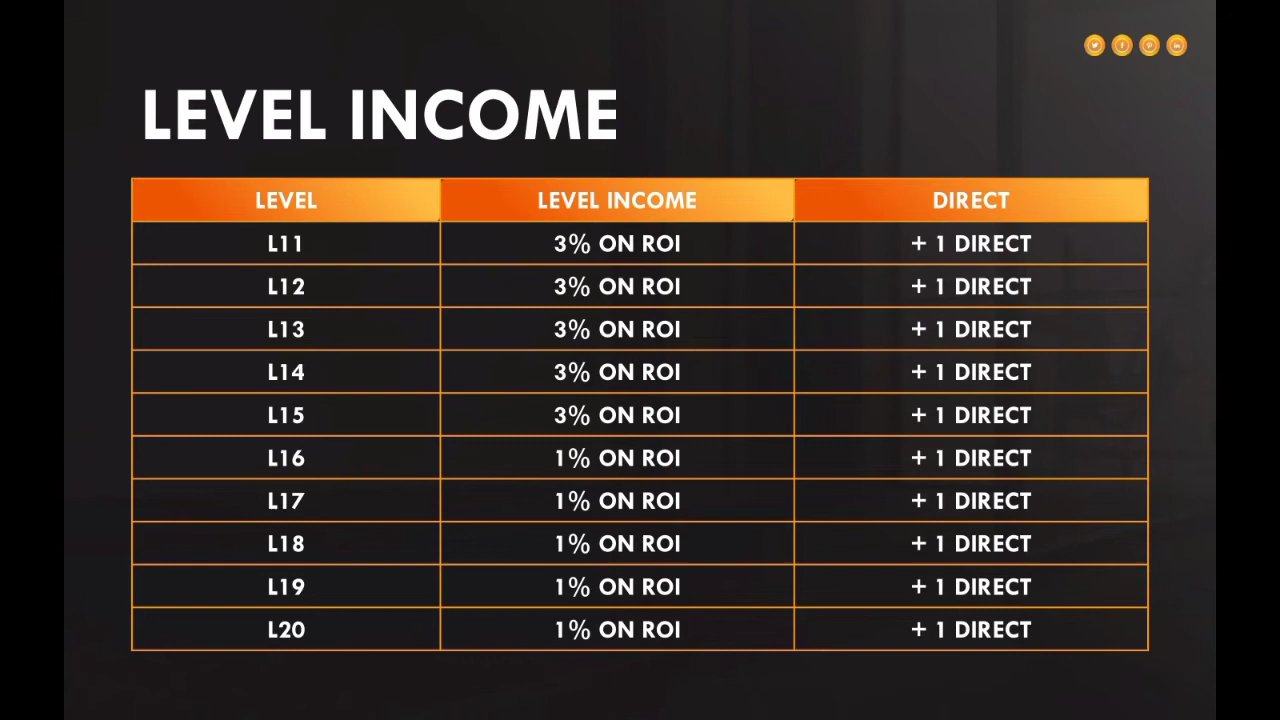 LEVEL INCOME
LEVEL LEVEL INCOME DIRECT
L11 3% ON ROI + 1 DIRECT
L12 3% ON ROI + 1 DIRECT
L13 3% ON ROI + 1 DIRECT
L14 3% ON ROI + 1 DIRECT
L15 3% ON ROI + 1 DIRECT
L16 1% ON ROI + 1 DIRECT
L17 1% ON ROI + 1 DIRECT
L18 1% ON ROI + 1 DIRECT
L19 1% ON ROI + 1 DIRECT
L20 1% ON ROI + 1 DIRECT